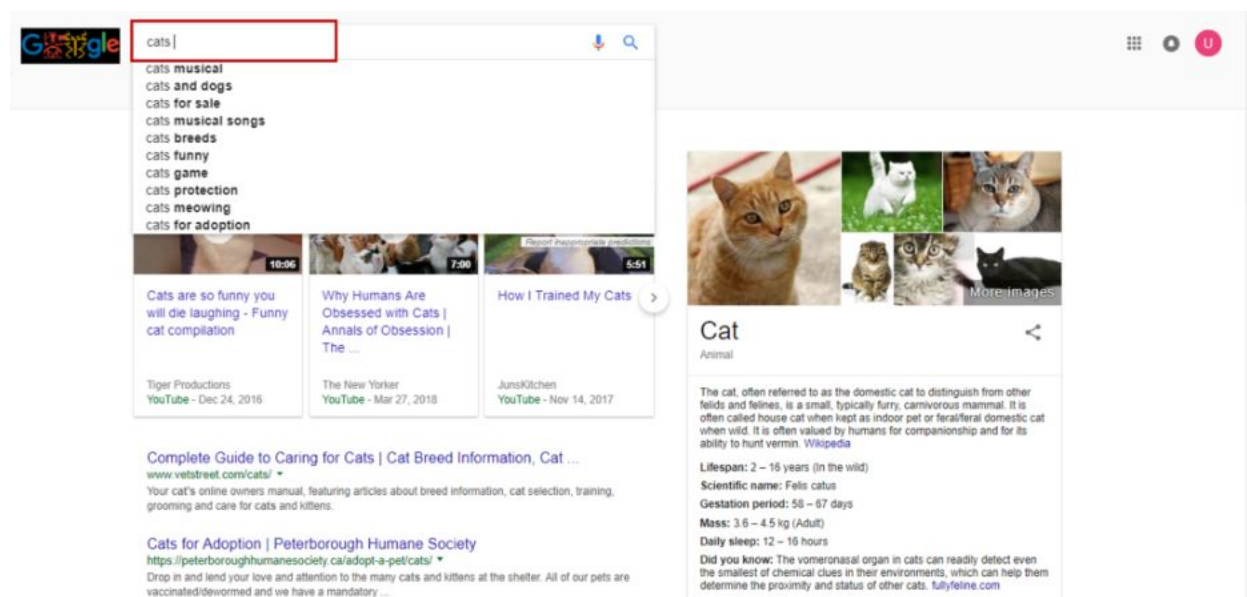 cats
U
cats musical
cats and dogs
cats for sale
cats musical songs
cats breeds
cats funny
cats game
cats protection
cats meowing
cats for adoption
Report inappropriate predictions
10:06
7:00
5:51
Cats are so funny you
will die laughing - Funny
cat compilation
Tiger Productions
YouTube - Dec 24, 2016
Why Humans Are
Obsessed with Cats |
Annals of Obsession |
The ...
The New Yorker
YouTube - Mar 27, 2018
How I Trained My Cats
JunsKitchen
YouTube - Nov 14, 2017
Complete Guide to Caring for Cats | Cat Breed Information, Cat ...
www.vetstreet.com/cats/
Your cat's online owners manual, featuring articles about breed information, cat selection, training,
grooming and care for cats and kittens.
Cats for Adoption | Peterborough Humane Society
https://peterboroughhumanesociety.ca/adopt-a-pet/cats/
Drop in and lend your love and attention to the many cats and kittens at the shelter. All of our pets are
vaccinated/dewormed and we have a mandatory ...
More images
Cat
Animal
The cat, often referred to as the domestic cat to distinguish from other
felids and felines, is a small, typically furry, carnivorous mammal. It is
often called house cat when kept as indoor pet or feral/feral domestic cat
when wild. It is often valued by humans for companionship and for its
ability to hunt vermin. Wikipedia
Lifespan: 2 – 16 years (In the wild)
Scientific name: Felis catus
Gestation period: 58 – 67 days
Mass: 3.6 – 4.5 kg (Adult)
Daily sleep: 12 – 16 hours
Did you know: The vomeronasal organ in cats can readily detect even
the smallest of chemical clues in their environments, which can help them
determine the proximity and status of other cats. fullyfeline.com